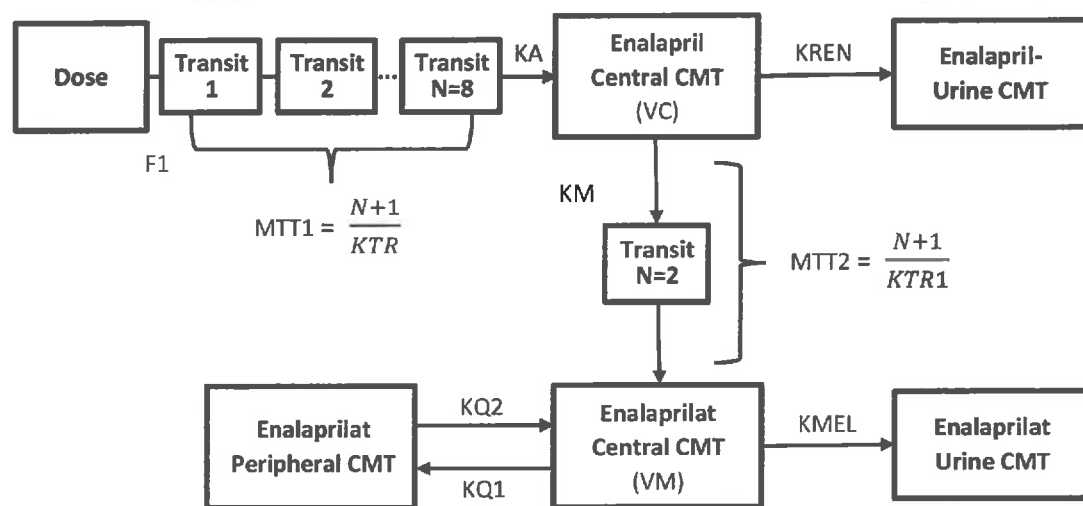 Dose
Transit
1
Transit
2
...
Transit
N=8
KA
Enalapril
Central CMT
(VC)
KREN
Enalapril-
Urine CMT
F1
MTT1 = N+1
KTR
KM
Transit
N=2
MTT2 = N+1
KTR1
Enalaprilat
Peripheral CMT
KQ2
KQ1
Enalaprilat
Central CMT
(VM)
KMEL
Enalaprilat
Urine CMT